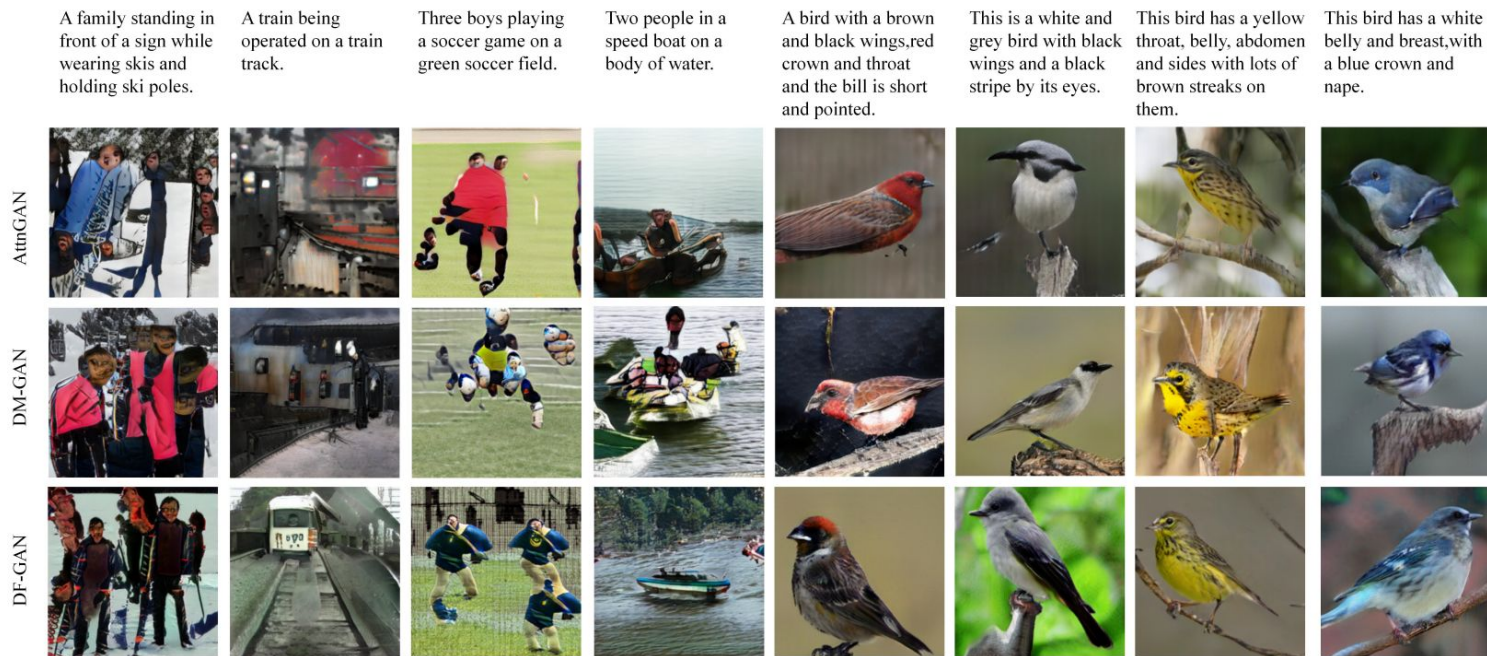 A family standing in
front of a sign while
wearing skis and
holding ski poles.
A train being
operated on a train
track.
Three boys playing
a soccer game on a
green soccer field.
Two people in a
speed boat on a
body of water.
A bird with a brown
and black wings,red
crown and throat
and the bill is short
and pointed.
This is a white and
grey bird with black
wings and a black
stripe by its eyes.
This bird has a yellow
throat, belly, abdomen
and sides with lots of
brown streaks on
them.
This bird has a white
belly and breast,with
a blue crown and
nape.
AttnGAN
DM-GAN
DF-GAN